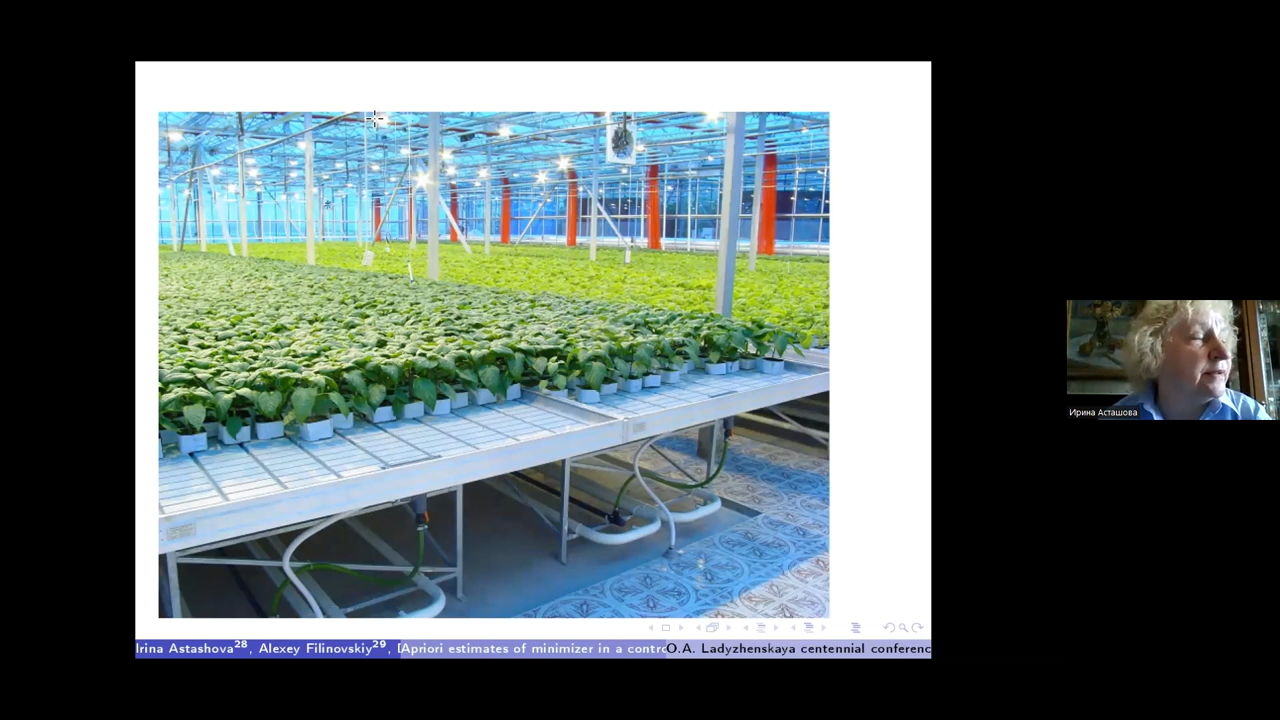 Ирина Асташова
Irina Astashova28, Alexey Filinovskiy29,
Apriori estimates of minimizer in a contro
O.A. Ladyzhenskaya centennial conferenc